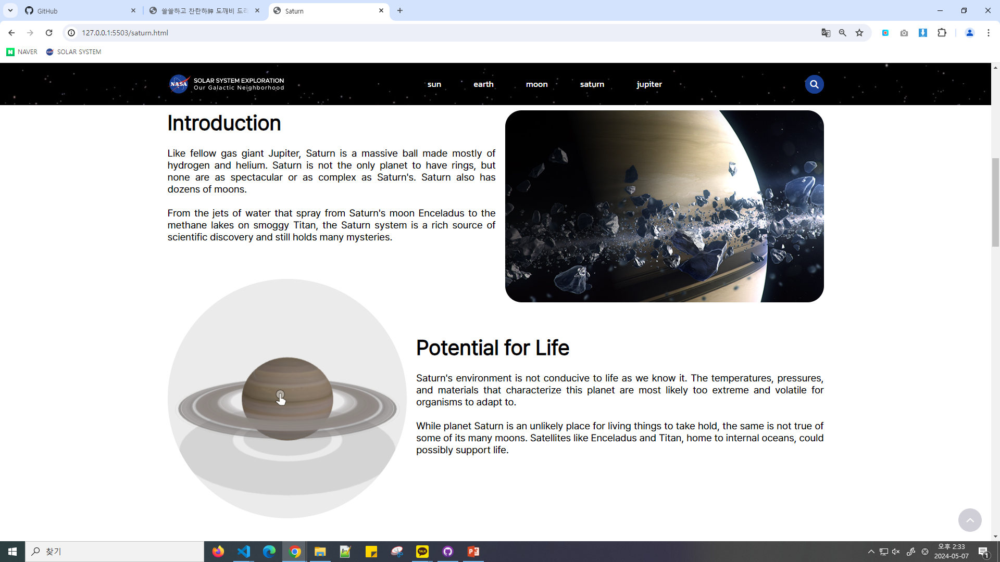 GitHub
쓸쓸하고 찬란하神 도깨비 드라
Saturn
127.0.0.1:5503/saturn.html
NAVER
SOLAR SYSTEM
NASA
SOLAR SYSTEM EXPLORATION
Our Galactic Neighborhood
sun
earth
moon
saturn
jupiter
Introduction
Like fellow gas giant Jupiter, Saturn is a massive ball made mostly of
hydrogen and helium. Saturn is not the only planet to have rings, but
none are as spectacular or as complex as Saturn's. Saturn also has
dozens of moons.
From the jets of water that spray from Saturn's moon Enceladus to the
methane lakes on smoggy Titan, the Saturn system is a rich source of
scientific discovery and still holds many mysteries.
Potential for Life
Saturn's environment is not conducive to life as we know it. The temperatures, pressures,
and materials that characterize this planet are most likely too extreme and volatile for
organisms to adapt to.
While planet Saturn is an unlikely place for living things to take hold, the same is not true of
some of its many moons. Satellites like Enceladus and Titan, home to internal oceans, could
possibly support life.
찾기
TALK
오후 2:33
2024-05-07
1